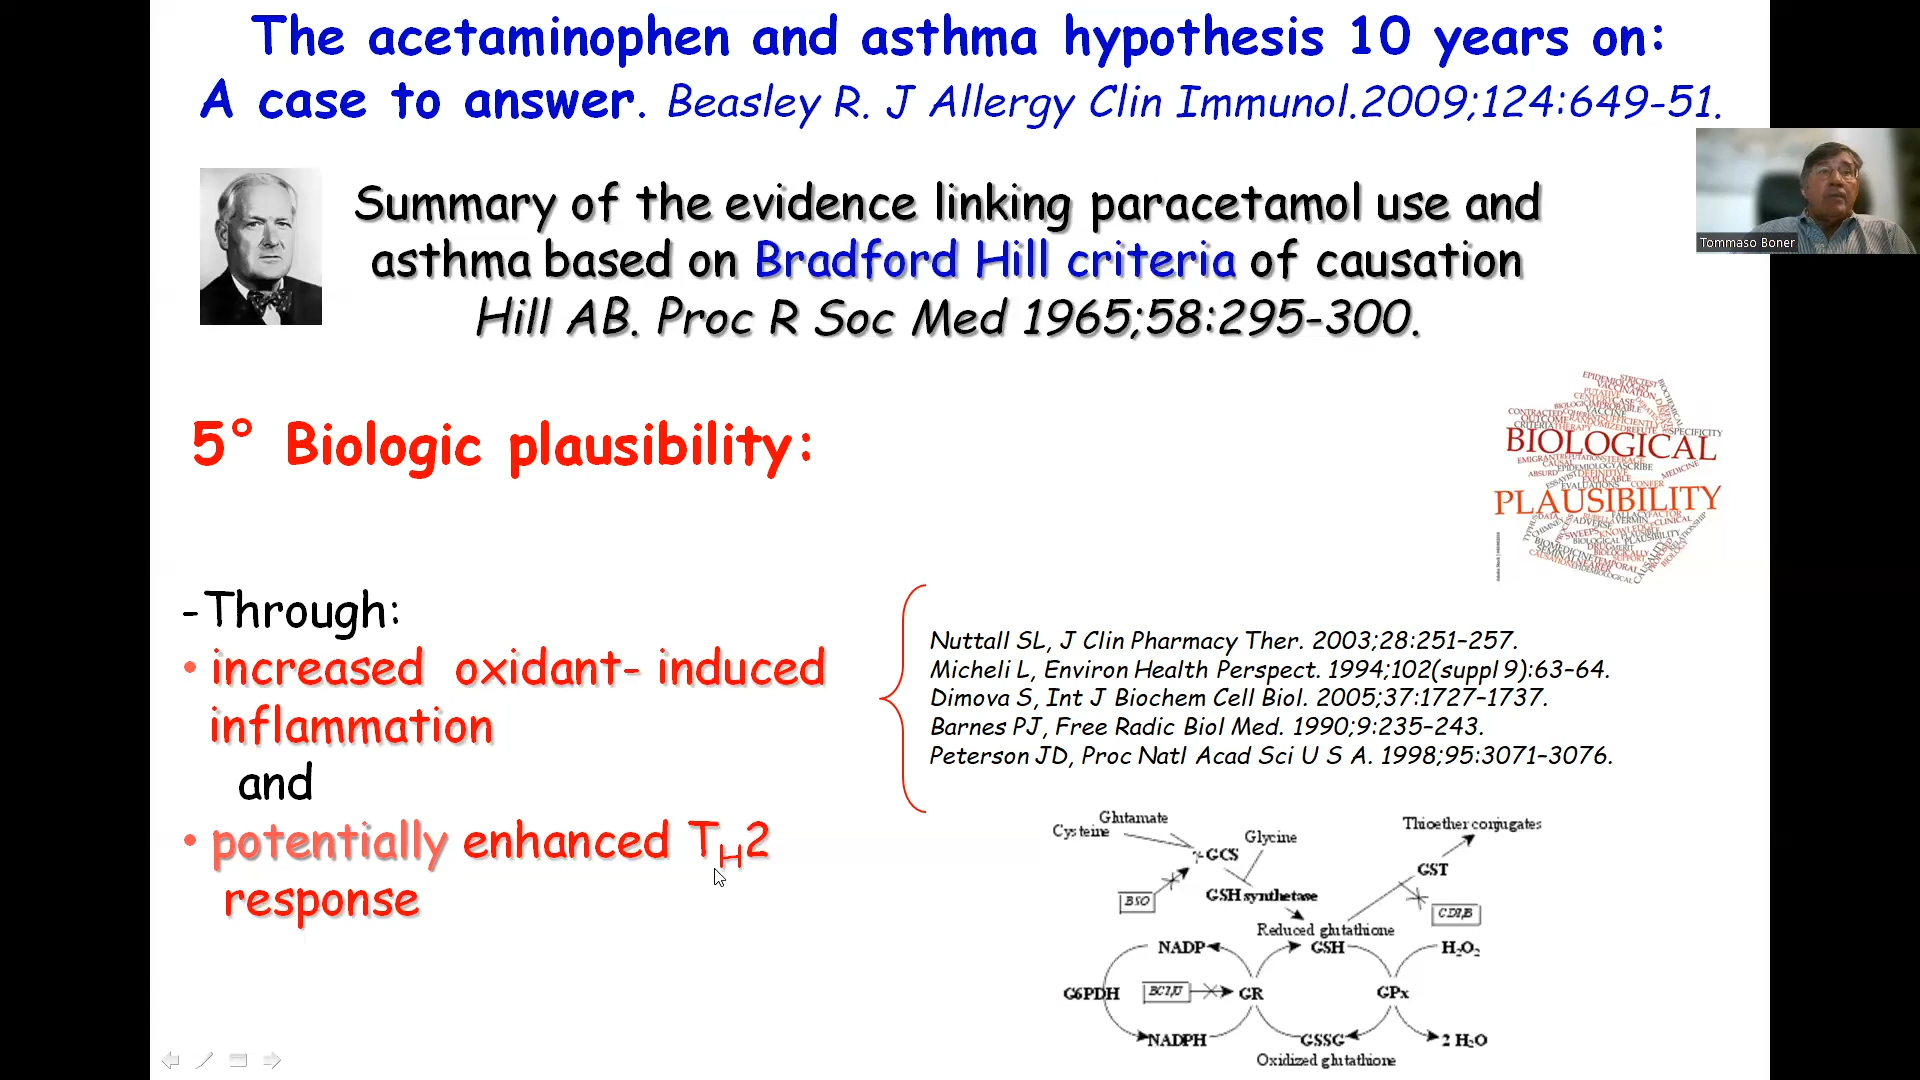 The acetaminophen and asthma hypothesis 10 years on:
A case to answer. Beasley R. J Allergy Clin Immunol.2009;124:649-51.
Tommaso Boner
Summary of the evidence linking paracetamol use and
asthma based on Bradford Hill criteria of causation
Hill AB. Proc R Soc Med 1965;58:295-300.
5° Biologic plausibility:
BIOLOGICAL
PLAUSIBILITY
-Through:
• increased oxidant- induced
inflammation
and
• potentially enhanced TH2
response
Nuttall SL, J Clin Pharmacy Ther. 2003;28:251–257.
Micheli L, Environ Health Perspect. 1994;102(suppl 9):63–64.
Dimova S, Int J Biochem Cell Biol. 2005;37:1727–1737.
Barnes PJ, Free Radic Biol Med. 1990;9:235–243.
Peterson JD, Proc Natl Acad Sci U S A. 1998;95:3071–3076.
Glutamate
Cysteine
Glycine
Thioether conjugates
γ-GCS
GST
BSO
GSH synthetase
Reduced glutathione
NADP
GSH
H2O2
G6PDH
GR
GPx
NADPH
GSSG
2 H2O
Oxidized glutathione